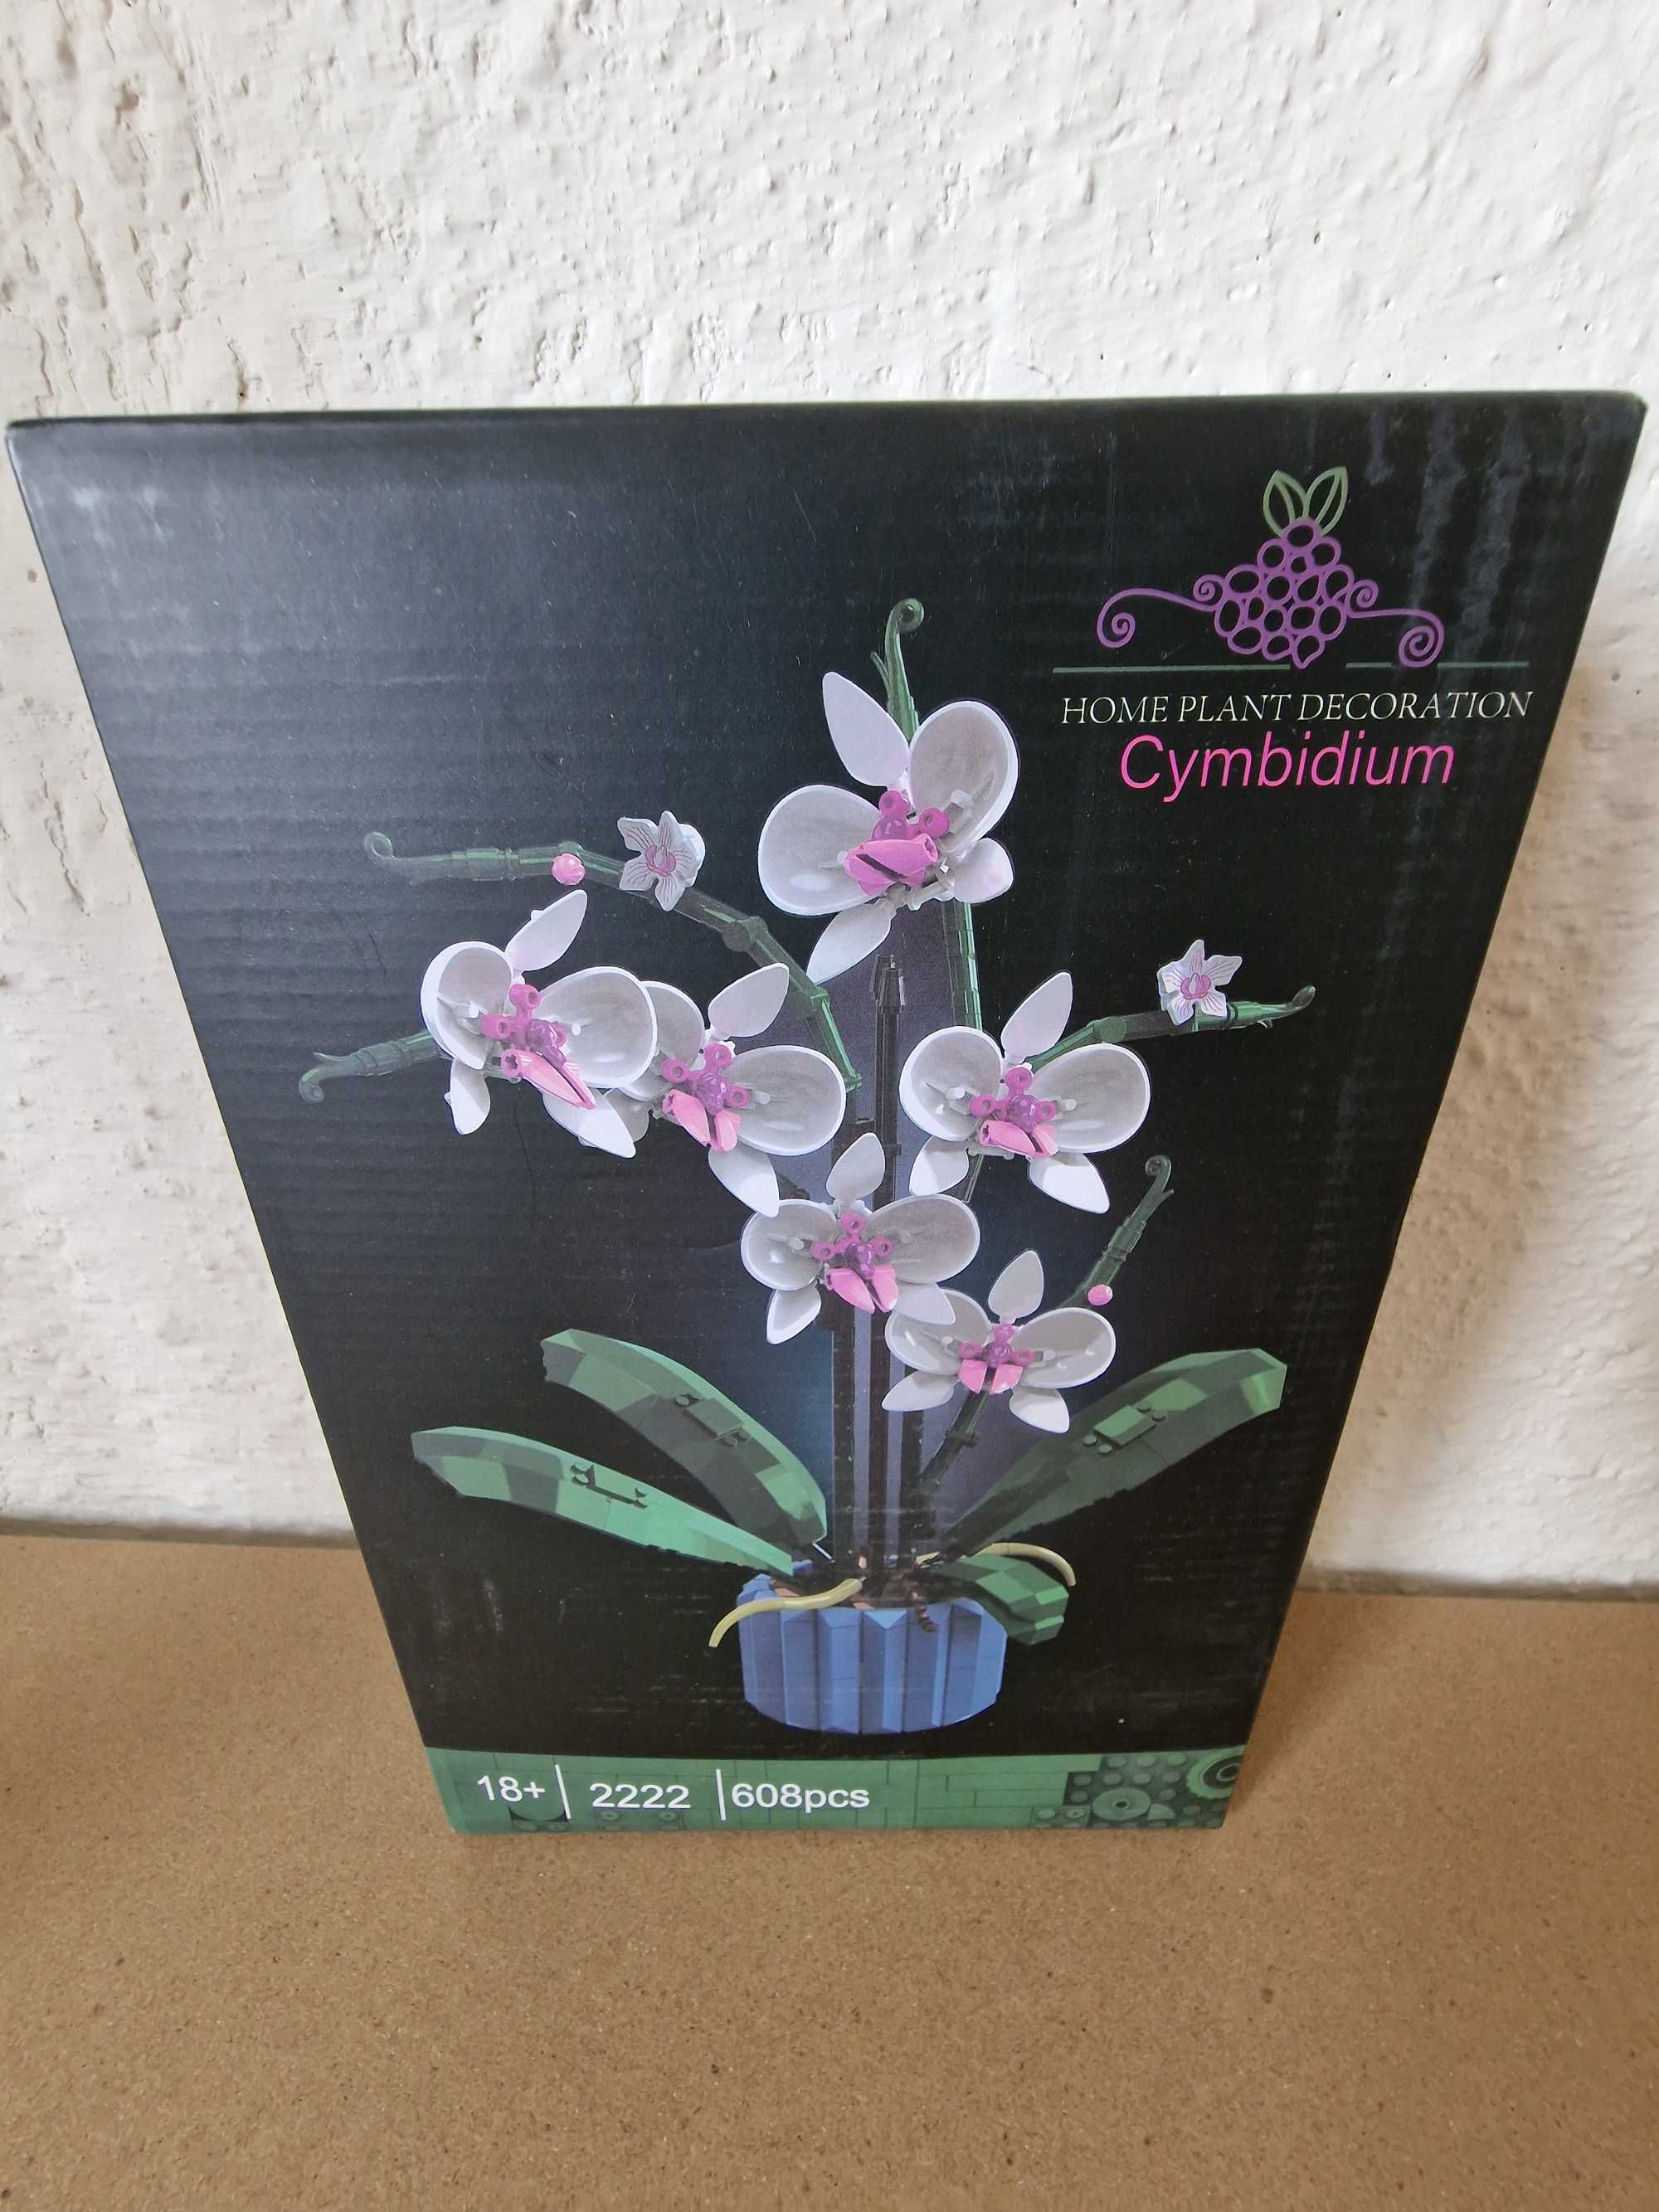 HOME PLANT DECORATION
Cymbidium
18+ 2222 608pcs